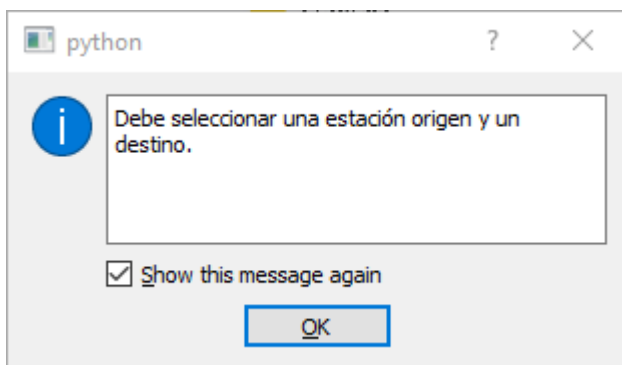 python
Debe seleccionar una estación origen y un
destino.
Show this message again
OK